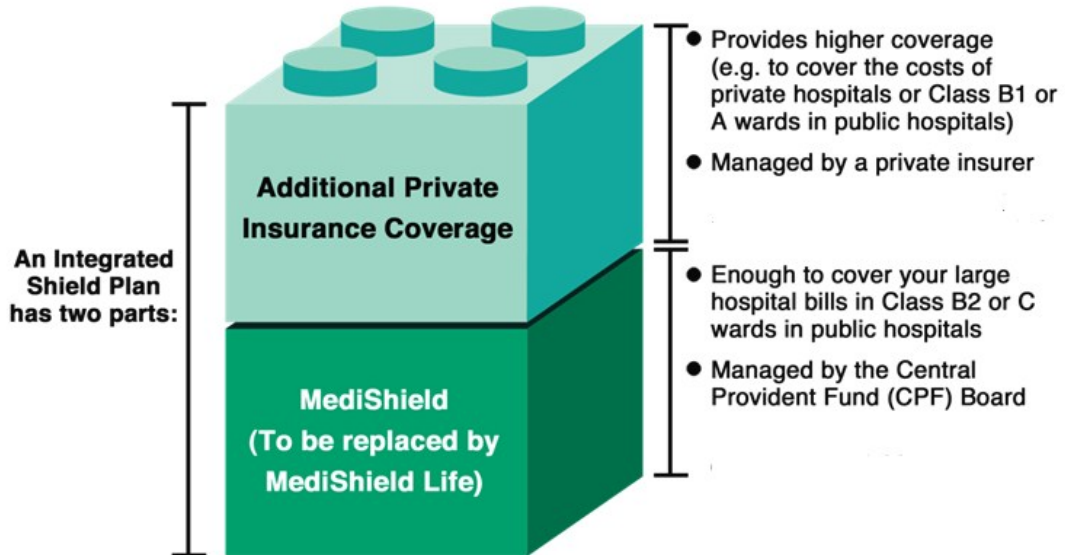 An Integrated
Shield Plan
has two parts:
Additional Private
Insurance Coverage
MediShield
(To be replaced by
MediShield Life)
● Provides higher coverage
(e.g. to cover the costs of
private hospitals or Class B1 or
A wards in public hospitals)
● Managed by a private insurer
● Enough to cover your large
hospital bills in Class B2 or C
wards in public hospitals
● Managed by the Central
Provident Fund (CPF) Board